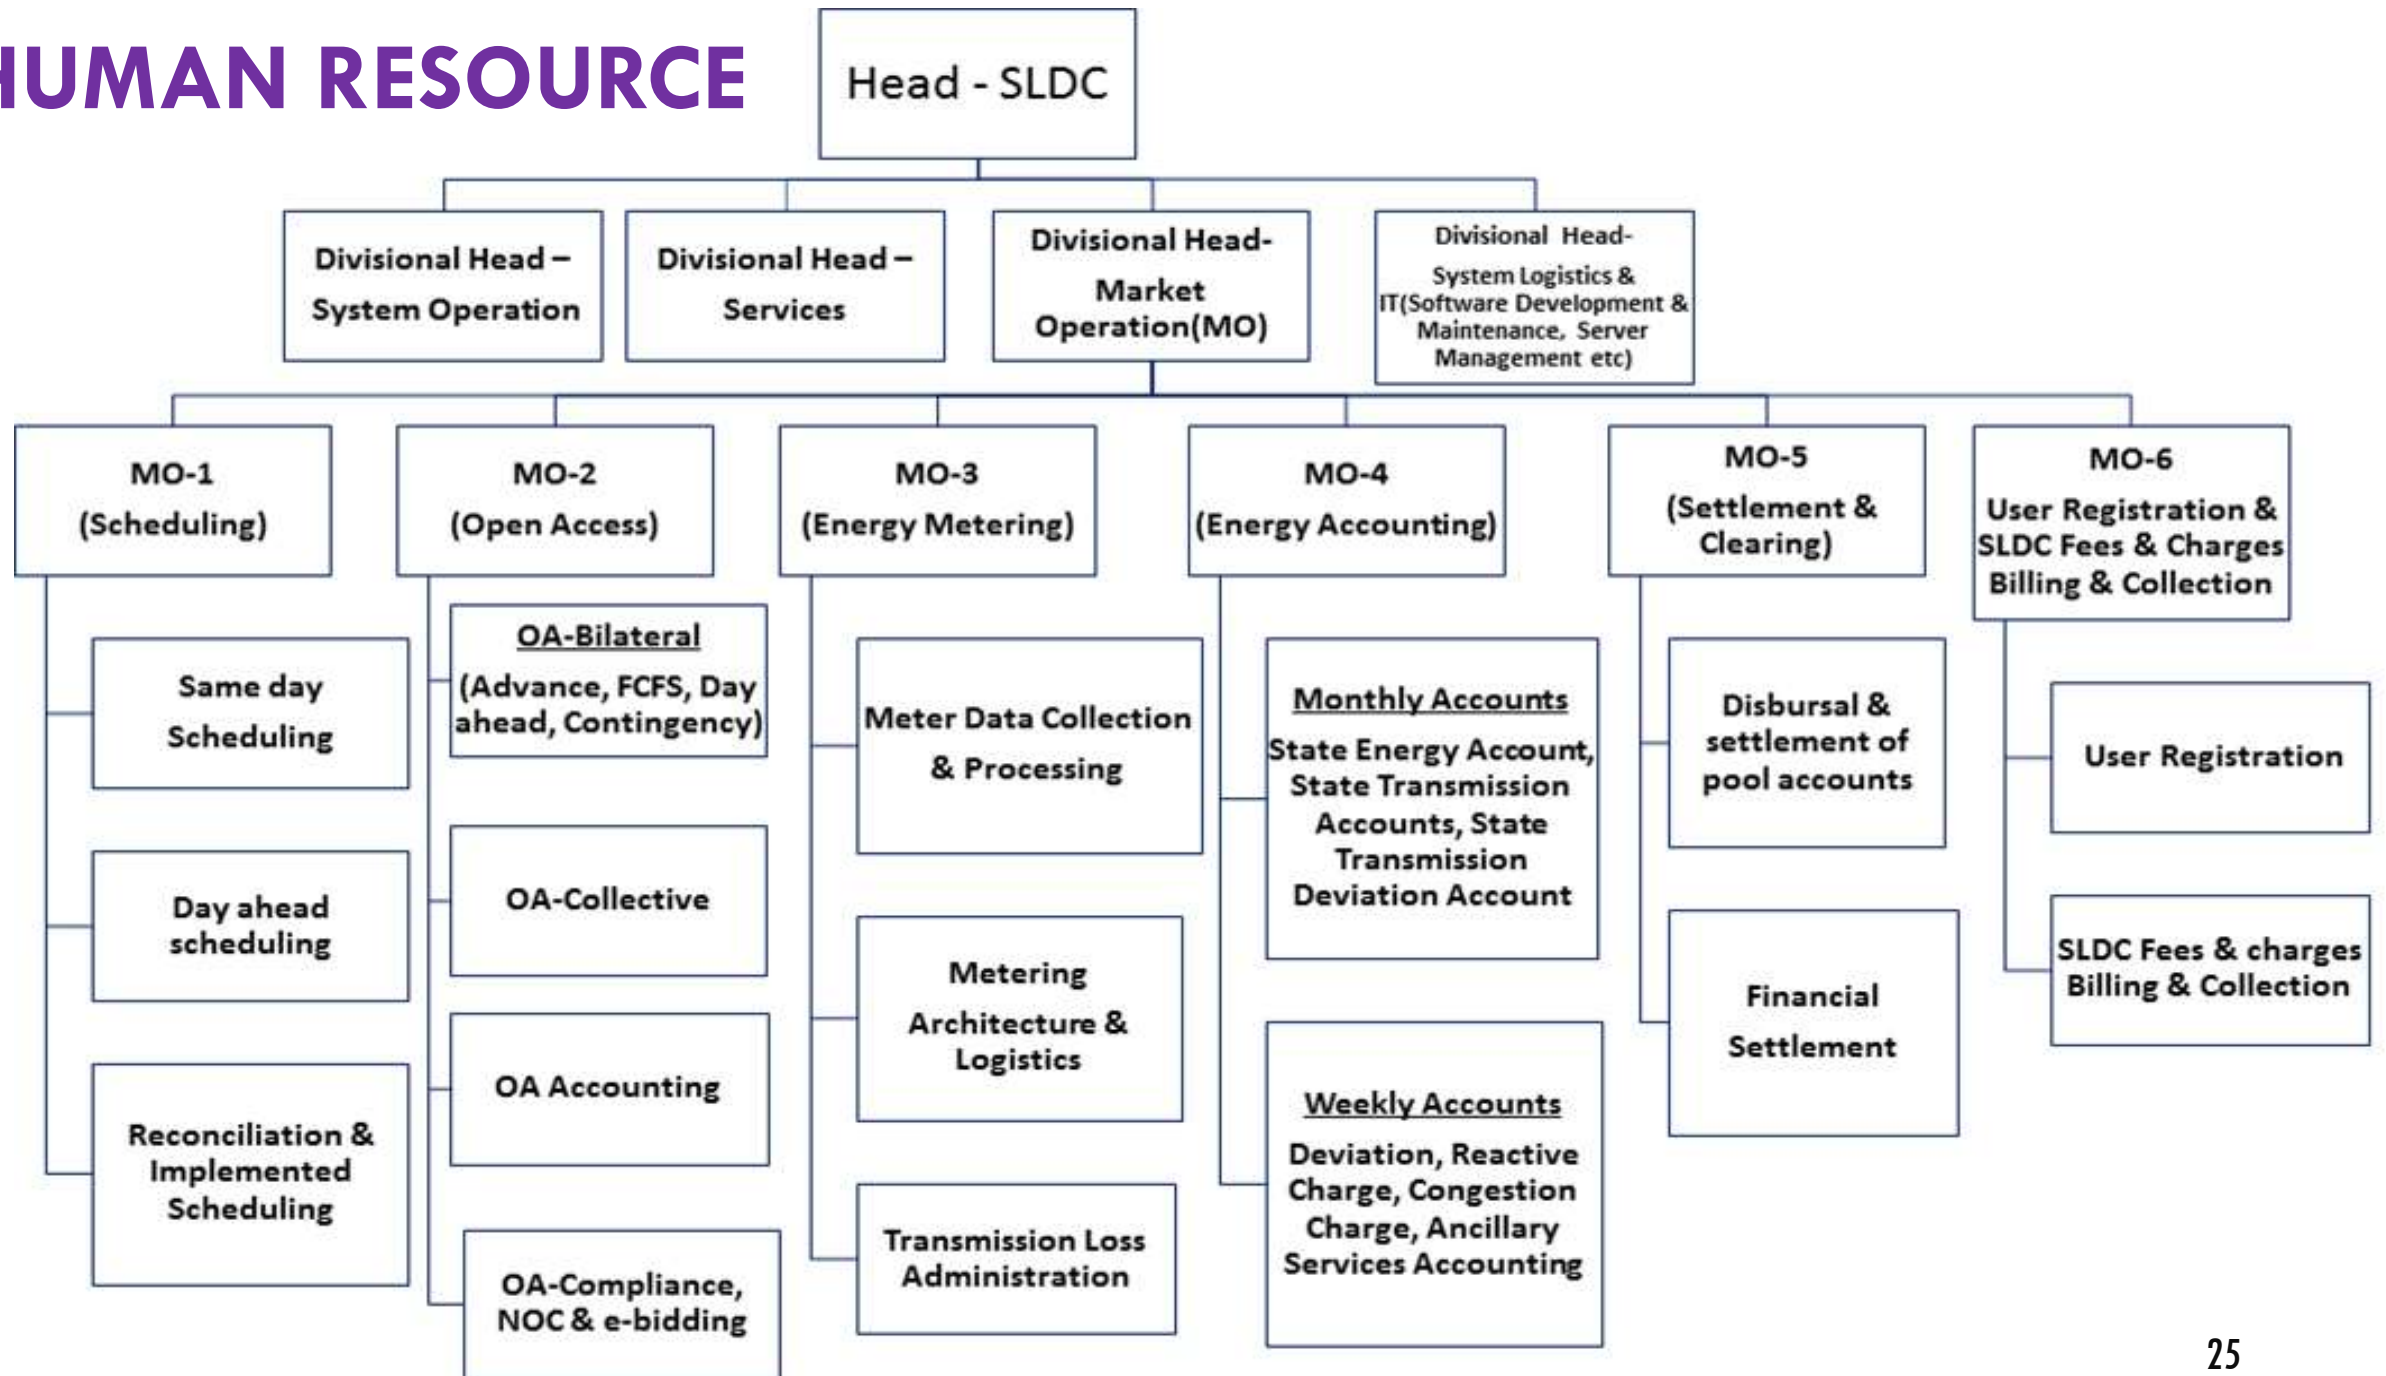 HUMAN RESOURCE
Head - SLDC
Divisional Head –
System Operation
Divisional Head –
Services
Divisional Head-
Market
Operation(MO)
Divisional Head-
System Logistics &
IT(Software Development &
Maintenance, Server
Management etc)
MO-1
(Scheduling)
MO-2
(Open Access)
MO-3
(Energy Metering)
MO-4
(Energy Accounting)
MO-5
(Settlement &
Clearing)
MO-6
User Registration &
SLDC Fees & Charges
Billing & Collection
Same day
Scheduling
Day ahead
scheduling
Reconciliation &
Implemented
Scheduling
OA-Bilateral
(Advance, FCFS, Day
ahead, Contingency)
OA-Collective
OA Accounting
OA-Compliance,
NOC & e-bidding
Meter Data Collection
& Processing
Metering
Architecture &
Logistics
Transmission Loss
Administration
Monthly Accounts
State Energy Account,
State Transmission
Accounts, State
Transmission
Deviation Account
Weekly Accounts
Deviation, Reactive
Charge, Congestion
Charge, Ancillary
Services Accounting
Disbursal &
settlement of
pool accounts
Financial
Settlement
User Registration
SLDC Fees & charges
Billing & Collection
25